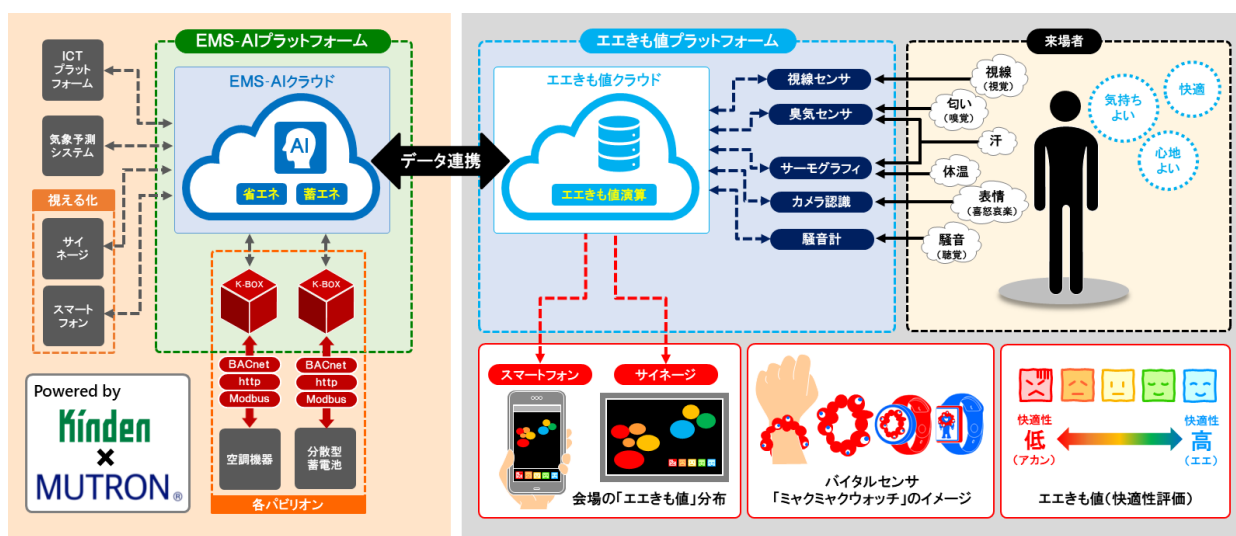 EMS-AIプラットフォーム
ICT
プラット
フォーム
気象予測
システム
視える化
サイ
ネージ
スマート
フォン
EMS-AIクラウド
AI
省エネ
蓄エネ
K-BOX
K-BOX
BACnet
http
Modbus
BACnet
http
Modbus
空調機器
分散型
蓄電池
各パビリオン
Powered by
Kinden
×
MUTRON®
データ連携
エエきも値プラットフォーム
エエきも値クラウド
エエきも値演算
視線センサ
臭気センサ
サーモグラフィ
カメラ認識
騒音計
来場者
視線
(視覚)
匂い
(嗅覚)
汗
体温
表情
(喜怒哀楽)
騒音
(聴覚)
気持ち
よい
快適
心地
よい
スマートフォン
サイネージ
会場の「エエきも値」分布
バイタルセンサ
「ミャクミャクウォッチ」のイメージ
快適性
低
(アカン)
快適性
高
(エエ)
エエきも値(快適性評価)